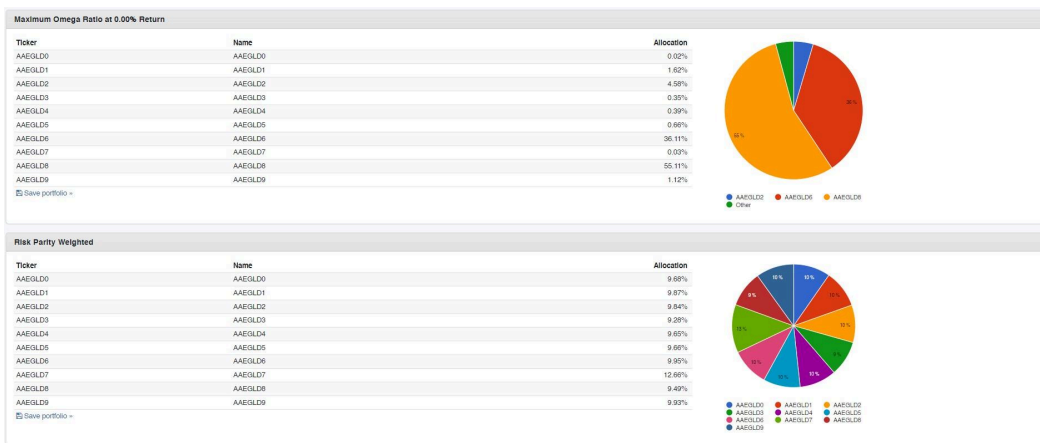 Maximum Omega Ratio at 0.00% Return
Ticker Name Allocation
AAEGLD0 AAEGLD0 0.02%
AAEGLD1 AAEGLD1 1.62%
AAEGLD2 AAEGLD2 4.58%
AAEGLD3 AAEGLD3 0.35%
AAEGLD4 AAEGLD4 0.39%
AAEGLD5 AAEGLD5 0.66%
AAEGLD6 AAEGLD6 36.11%
AAEGLD7 AAEGLD7 0.03%
AAEGLD8 AAEGLD8 55.11%
AAEGLD9 AAEGLD9 1.12%
Save portfolio »
36%
55%
AAEGLD2 AAEGLD6 AAEGLD8
Other
Risk Parity Weighted
Ticker Name Allocation
AAEGLD0 AAEGLD0 9.68%
AAEGLD1 AAEGLD1 9.87%
AAEGLD2 AAEGLD2 9.84%
AAEGLD3 AAEGLD3 9.28%
AAEGLD4 AAEGLD4 9.65%
AAEGLD5 AAEGLD5 9.66%
AAEGLD6 AAEGLD6 9.95%
AAEGLD7 AAEGLD7 12.66%
AAEGLD8 AAEGLD8 9.49%
AAEGLD9 AAEGLD9 9.93%
Save portfolio »
10% 10%
10%
10%
10%
10%
AAEGLD0 AAEGLD1 AAEGLD2
AAEGLD3 AAEGLD4 AAEGLD5
AAEGLD6 AAEGLD7 AAEGLD8
AAEGLD9